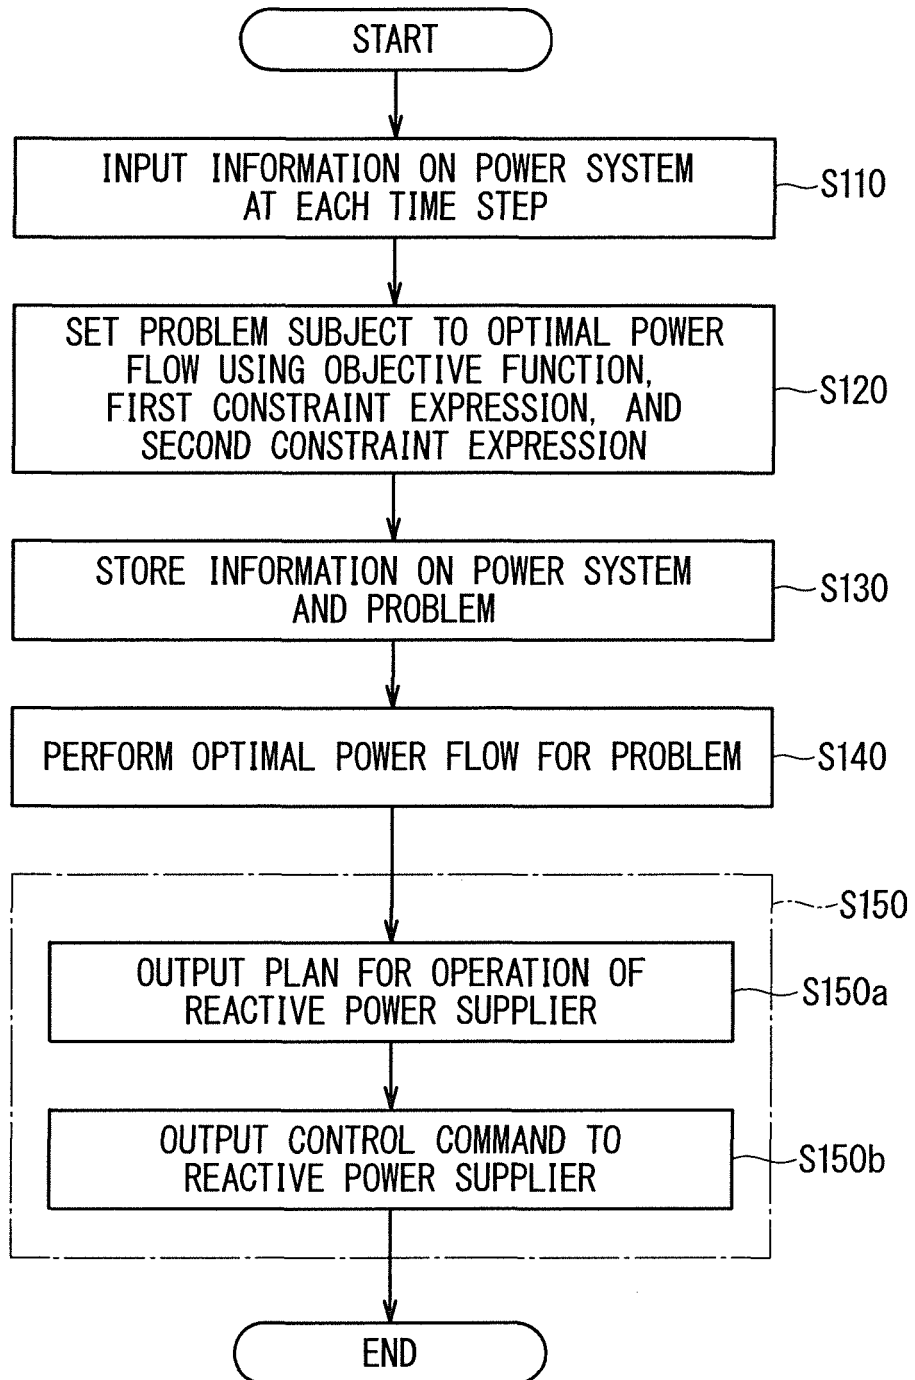 START
INPUT INFORMATION ON POWER SYSTEM
AT EACH TIME STEP
S110
SET PROBLEM SUBJECT TO OPTIMAL POWER
FLOW USING OBJECTIVE FUNCTION,
FIRST CONSTRAINT EXPRESSION, AND
SECOND CONSTRAINT EXPRESSION
S120
STORE INFORMATION ON POWER SYSTEM
AND PROBLEM
S130
PERFORM OPTIMAL POWER FLOW FOR PROBLEM
S140
S150
OUTPUT PLAN FOR OPERATION OF
REACTIVE POWER SUPPLIER
S150a
OUTPUT CONTROL COMMAND TO
REACTIVE POWER SUPPLIER
S150b
END